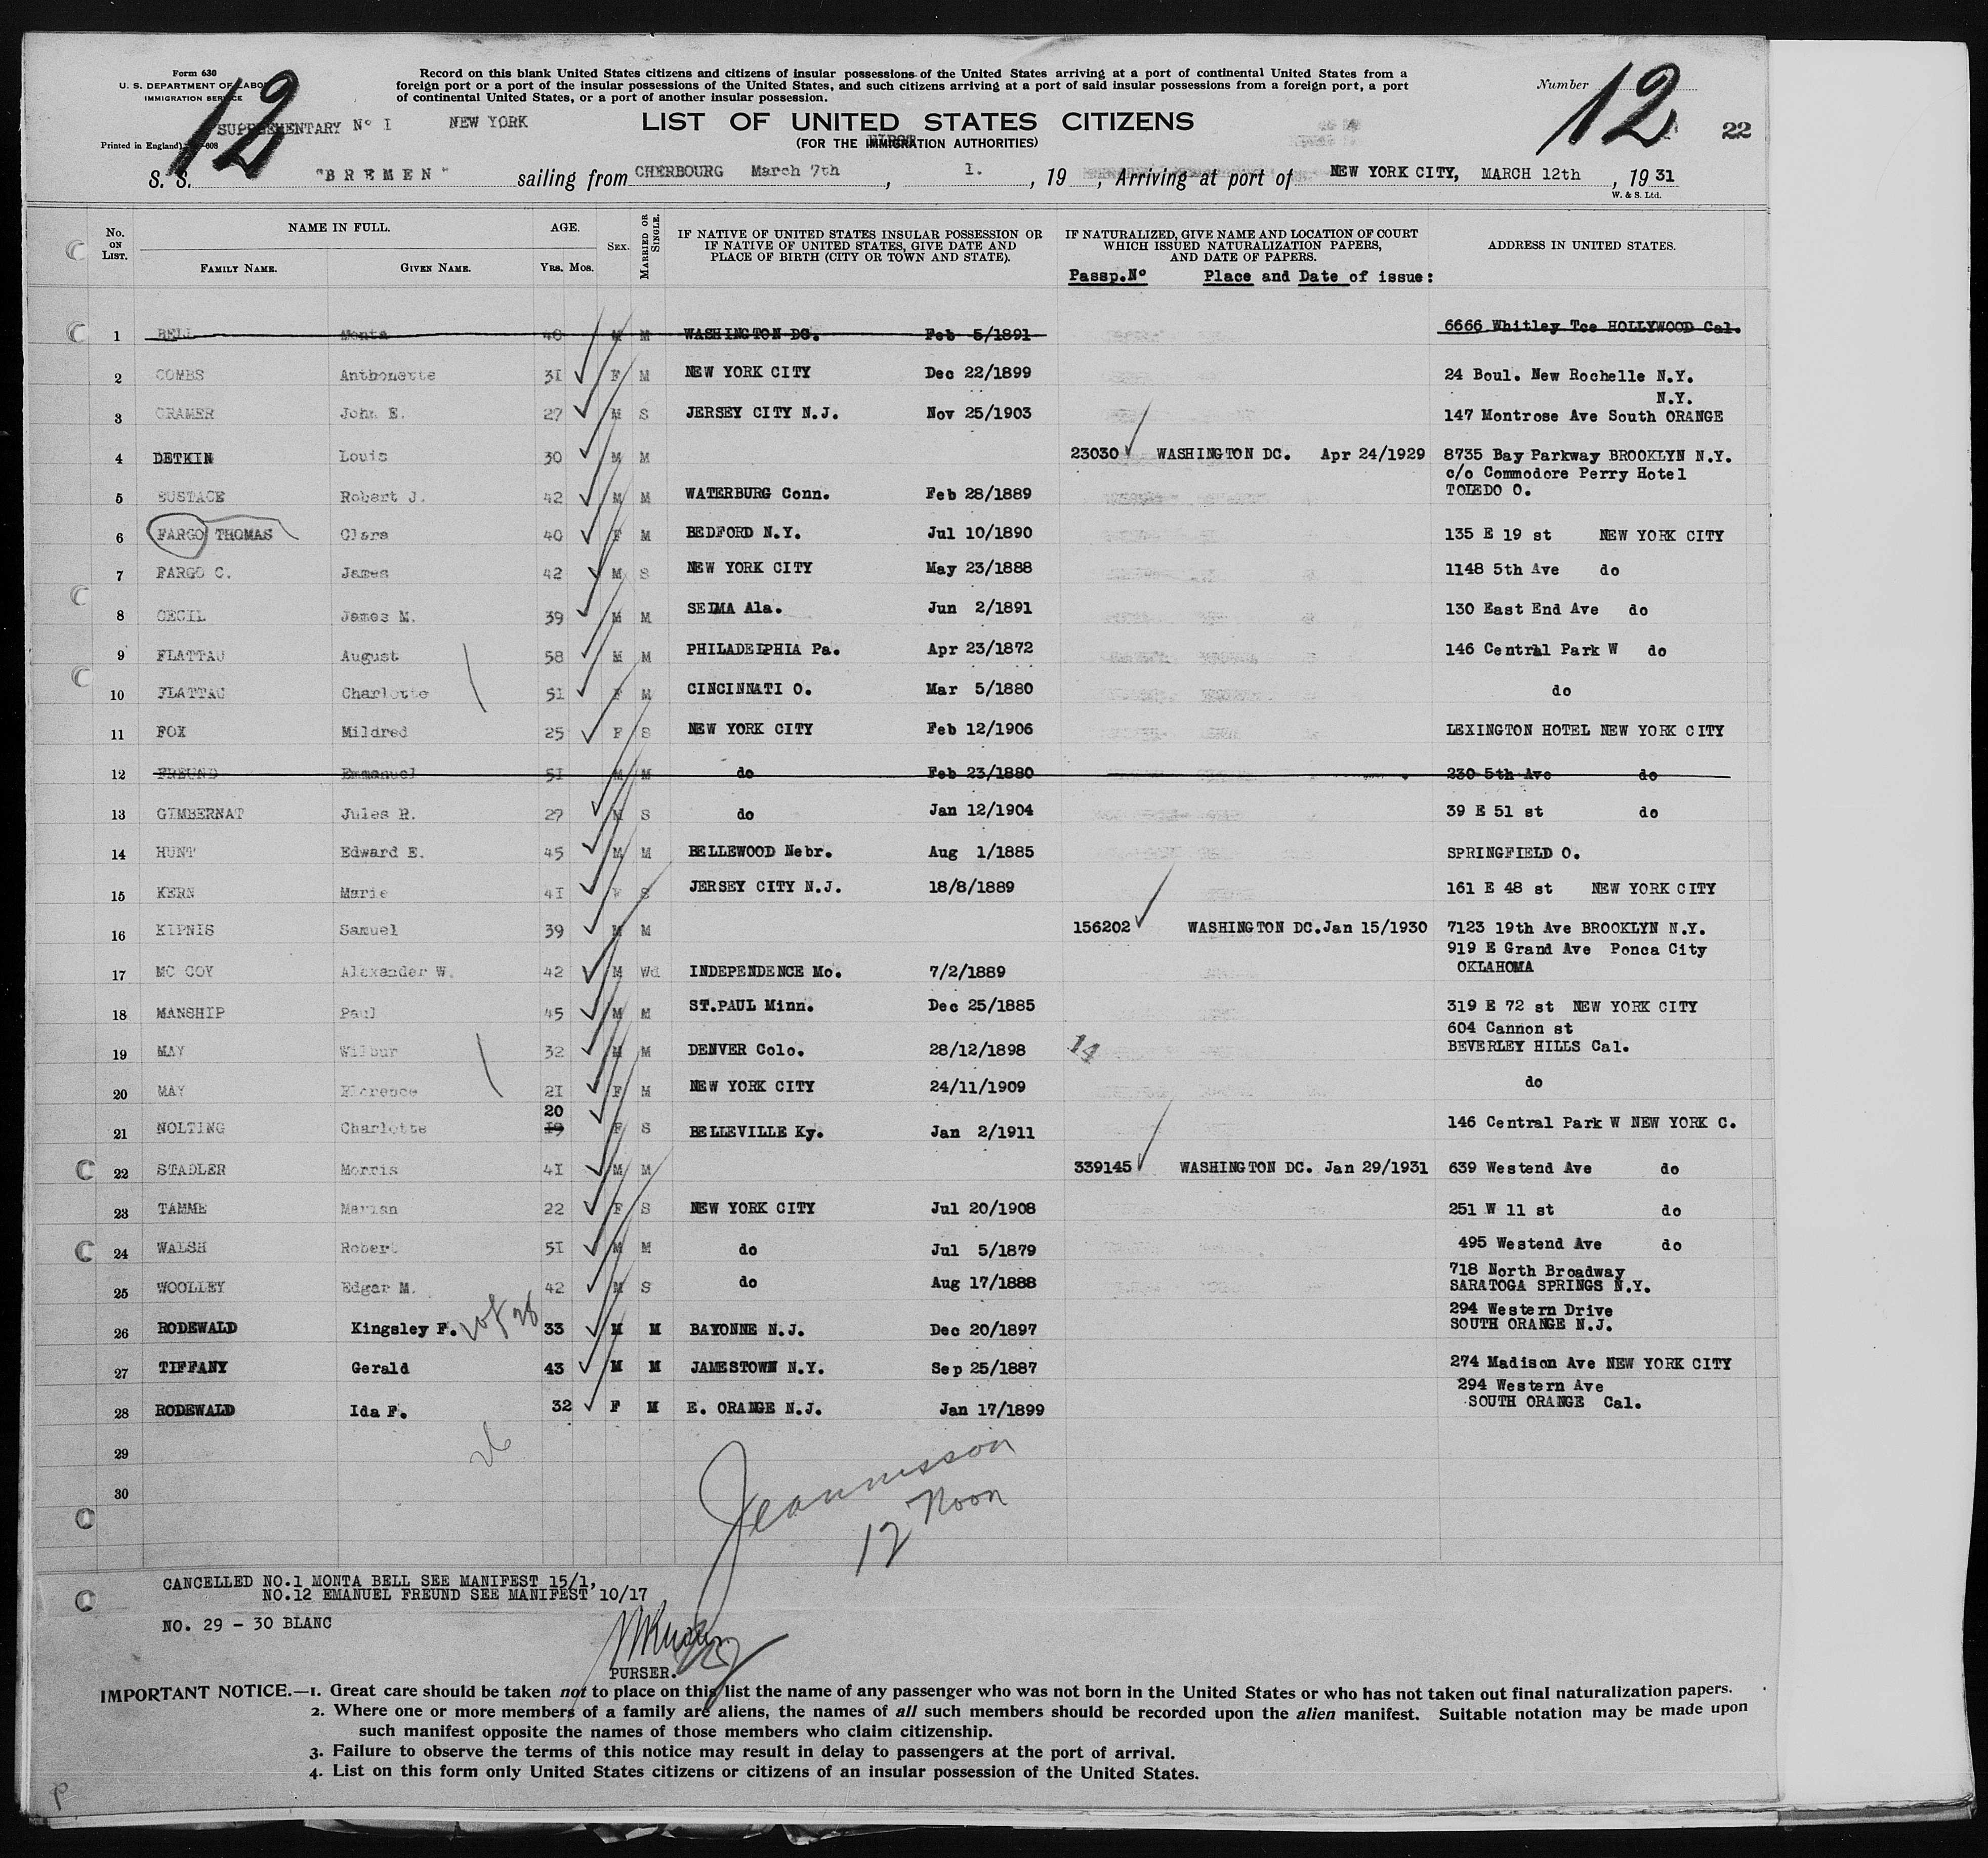 Form 630
U. S. DEPARTMENT OF LABOR
IMMIGRATION SERVICE
Record on this blank United States citizens and citizens of insular possessions of the United States arriving at a port of continental United States from a
foreign port or a port of the insular possessions of the United States, and such citizens arriving at a port of said insular possessions from a foreign port, a port
of continental United States, or a port of another insular possession.
Number 12
12
22
SUPPLEMENTARY Nº I NEW YORK
LIST OF UNITED STATES CITIZENS
(FOR THE IMMIGRATION AUTHORITIES)
Printed in England)
S. S. "BREMEN" sailing from CHERBOURG March 7th, 1. , 19 , Arriving at port of NEW YORK CITY, MARCH 12th, 1931
W. & S. Ltd.
No. ON LIST.
NAME IN FULL.
FAMILY NAME. GIVEN NAME.
AGE.
YRS. MOS.
SEX.
MARRIED OR SINGLE.
IF NATIVE OF UNITED STATES INSULAR POSSESSION OR
IF NATIVE OF UNITED STATES, GIVE DATE AND
PLACE OF BIRTH (CITY OR TOWN AND STATE).
IF NATURALIZED, GIVE NAME AND LOCATION OF COURT
WHICH ISSUED NATURALIZATION PAPERS,
AND DATE OF PAPERS.
Passp.Nº Place and Date of issue:
ADDRESS IN UNITED STATES.
1 BELL Monta 40 M M WASHINGTON DC. Feb 5/1891 6666 Whitley Tce HOLLYWOOD Cal.
2 COMBS Anthonette 31 F M NEW YORK CITY Dec 22/1899 24 Boul. New Rochelle N.Y.
N.Y.
3 CRAMER John E. 27 M S JERSEY CITY N.J. Nov 25/1903 147 Montrose Ave South ORANGE
4 DETKIN Louis 30 M M 23030 WASHINGTON DC. Apr 24/1929 8735 Bay Parkway BROOKLYN N.Y.
c/o Commodore Perry Hotel
5 EUSTACE Robert J. 42 M M WATERBURG Conn. Feb 28/1889 TOLEDO O.
6 FARGO THOMAS Clara 40 F M BEDFORD N.Y. Jul 10/1890 135 E 19 st NEW YORK CITY
7 FARGO C. James 42 M S NEW YORK CITY May 23/1888 1148 5th Ave do
8 CECIL James M. 39 M M SELMA Ala. Jun 2/1891 130 East End Ave do
9 FLATTAU August 58 M M PHILADELPHIA Pa. Apr 23/1872 146 Central Park W do
10 FLATTAU Charlotte 51 F M CINCINNATI O. Mar 5/1880 do
11 FOX Mildred 25 F S NEW YORK CITY Feb 12/1906 LEXINGTON HOTEL NEW YORK CITY
12 FREUND Emmanuel 51 M M do Feb 23/1880 230 5th Ave do
13 GIMBERNAT Jules R. 27 M S do Jan 12/1904 39 E 51 st do
14 HUNT Edward E. 45 M M BELLEWOOD Nebr. Aug 1/1885 SPRINGFIELD O.
15 KERN Marie 41 S JERSEY CITY N.J. 18/8/1889 161 E 48 st NEW YORK CITY
16 KIPNIS Samuel 39 M M 156202 WASHINGTON DC. Jan 15/1930 7123 19th Ave BROOKLYN N.Y.
919 E Grand Ave Ponca City
17 MC COY Alexander W. 42 M Wd INDEPENDENCE Mo. 7/2/1889 OKLAHOMA
18 MANSHIP Paul 45 M M ST.PAUL Minn. Dec 25/1885 319 E 72 st NEW YORK CITY
604 Cannon st
19 MAY Wilbur 32 M M DENVER Colo. 28/12/1898 14 BEVERLEY HILLS Cal.
20 MAY Florence 21 F M NEW YORK CITY 24/11/1909 do
20
21 NOLTING Charlotte 19 F S BELLEVILLE Ky. Jan 2/1911 146 Central Park W NEW YORK C.
22 STADLER Morris 41 M M 339145 WASHINGTON DC. Jan 29/1931 639 Westend Ave do
23 TAMME Marian 22 F S NEW YORK CITY Jul 20/1908 251 W 11 st do
24 WALSH Robert 51 M M do Jul 5/1879 495 Westend Ave do
718 North Broadway
25 WOOLLEY Edgar M. 42 M S do Aug 17/1888 SARATOGA SPRINGS N.Y.
294 Western Drive
26 RODEWALD Kingsley F. 33 M M BAYONNE N.J. Dec 20/1897 SOUTH ORANGE N.J.
27 TIFFANY Gerald 43 M M JAMESTOWN N.Y. Sep 25/1887 274 Madison Ave NEW YORK CITY
294 Western Ave
28 RODEWALD Ida F. 32 F M E. ORANGE N.J. Jan 17/1899 SOUTH ORANGE Cal.
29
26
30
12 Noon
CANCELLED NO.1 MONTA BELL SEE MANIFEST 15/1,
NO.12 EMANUEL FREUND SEE MANIFEST 10/17
NO. 29 - 30 BLANC
PURSER.
IMPORTANT NOTICE.—1. Great care should be taken not to place on this list the name of any passenger who was not born in the United States or who has not taken out final naturalization papers.
2. Where one or more members of a family are aliens, the names of all such members should be recorded upon the alien manifest. Suitable notation may be made upon
such manifest opposite the names of those members who claim citizenship.
3. Failure to observe the terms of this notice may result in delay to passengers at the port of arrival.
4. List on this form only United States citizens or citizens of an insular possession of the United States.